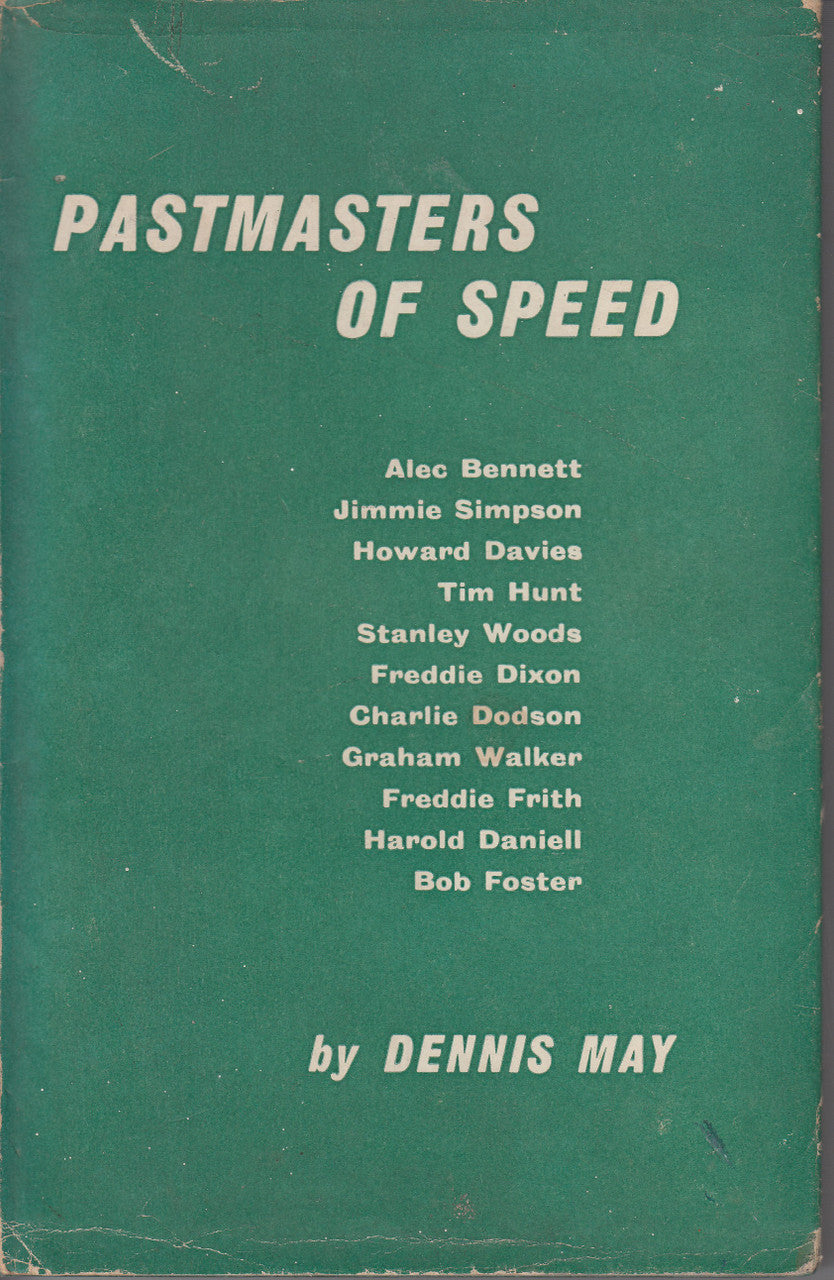 PASTMASTERS
OF SPEED
Alec Bennett
Jimmie Simpson
Howard Davies
Tim Hunt
Stanley Woods
Freddie Dixon
Charlie Dodson
Graham Walker
Freddie Frith
Harold Daniell
Bob Foster
by DENNIS MAY